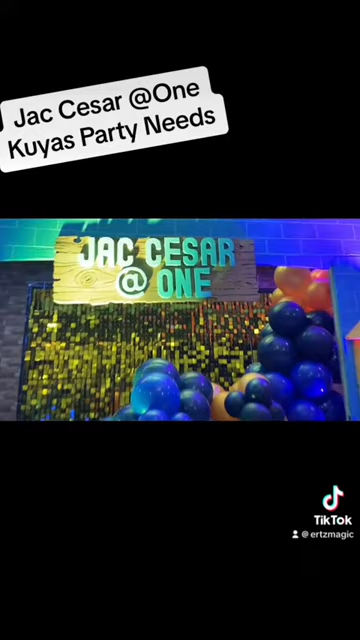 Jac Cesar @One
Kuyas Party Needs
JAC CESAR
@ ONE
TikTok
@ ertzmagic